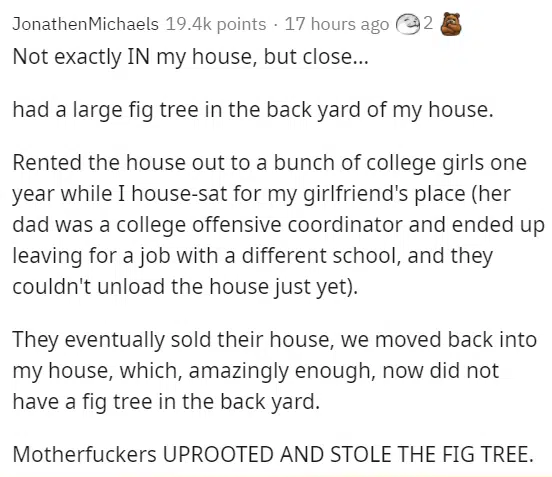 JonathenMichaels 19.4k points · 17 hours ago 2
Not exactly IN my house, but close...
had a large fig tree in the back yard of my house.
Rented the house out to a bunch of college girls one
year while I house-sat for my girlfriend's place (her
dad was a college offensive coordinator and ended up
leaving for a job with a different school, and they
couldn't unload the house just yet).
They eventually sold their house, we moved back into
my house, which, amazingly enough, now did not
have a fig tree in the back yard.
Motherfuckers UPROOTED AND STOLE THE FIG TREE.